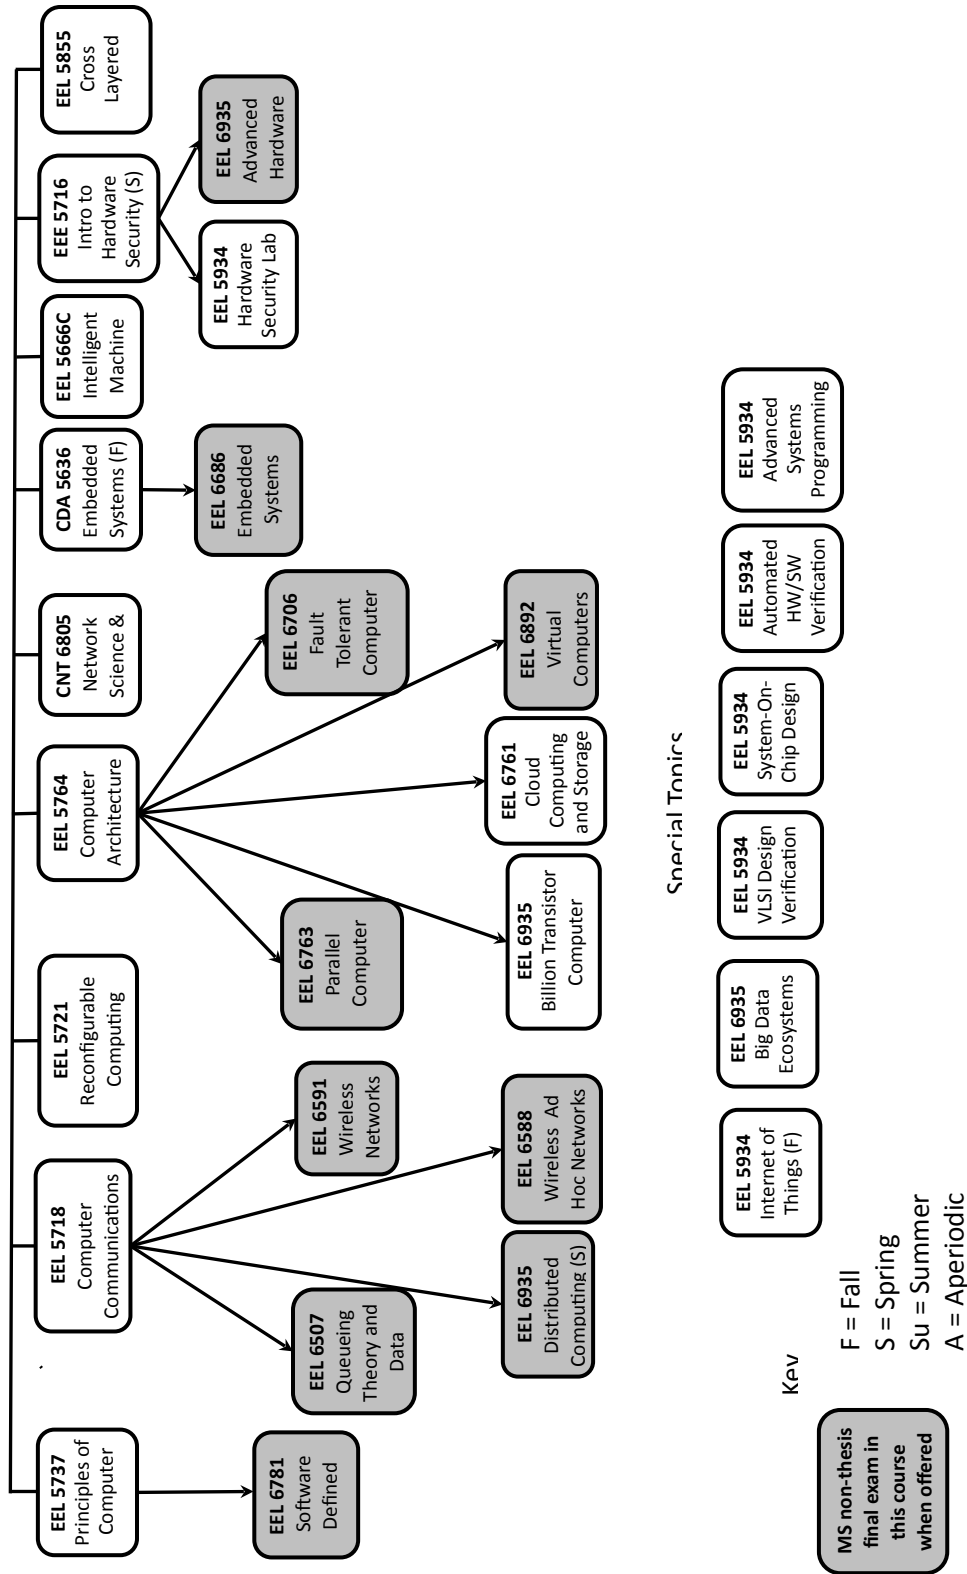 EEL 5737
Principles of
Computer
EEL 5718
Computer
Communications
EEL 5721
Reconfigurable
Computing
EEL 5764
Computer
Architecture
CNT 6805
Network
Science &
CDA 5636
Embedded
Systems (F)
EEL 5666C
Intelligent
Machine
EEE 5716
Intro to
Hardware
Security (S)
EEL 5855
Cross
Layered
EEL 6781
Software
Defined
EEL 6507
Queueing
Theory and
Data
EEL 6591
Wireless
Networks
EEL 6763
Parallel
Computer
EEL 6706
Fault
Tolerant
Computer
EEL 6686
Embedded
Systems
EEL 5934
Hardware
Security Lab
EEL 6935
Advanced
Hardware
EEL 6935
Distributed
Computing (S)
EEL 6588
Wireless Ad
Hoc Networks
EEL 6935
Billion Transistor
Computer
EEL 6761
Cloud
Computing
and Storage
EEL 6892
Virtual
Computers
Special Topics
EEL 5934
Internet of
Things (F)
EEL 6935
Big Data
Ecosystems
EEL 5934
VLSI Design
Verification
EEL 5934
System-On-
Chip Design
EEL 5934
Automated
HW/SW
Verification
EEL 5934
Advanced
Systems
Programming
Key
MS non-thesis
final exam in
this course
when offered
F = Fall
S = Spring
Su = Summer
A = Aperiodic